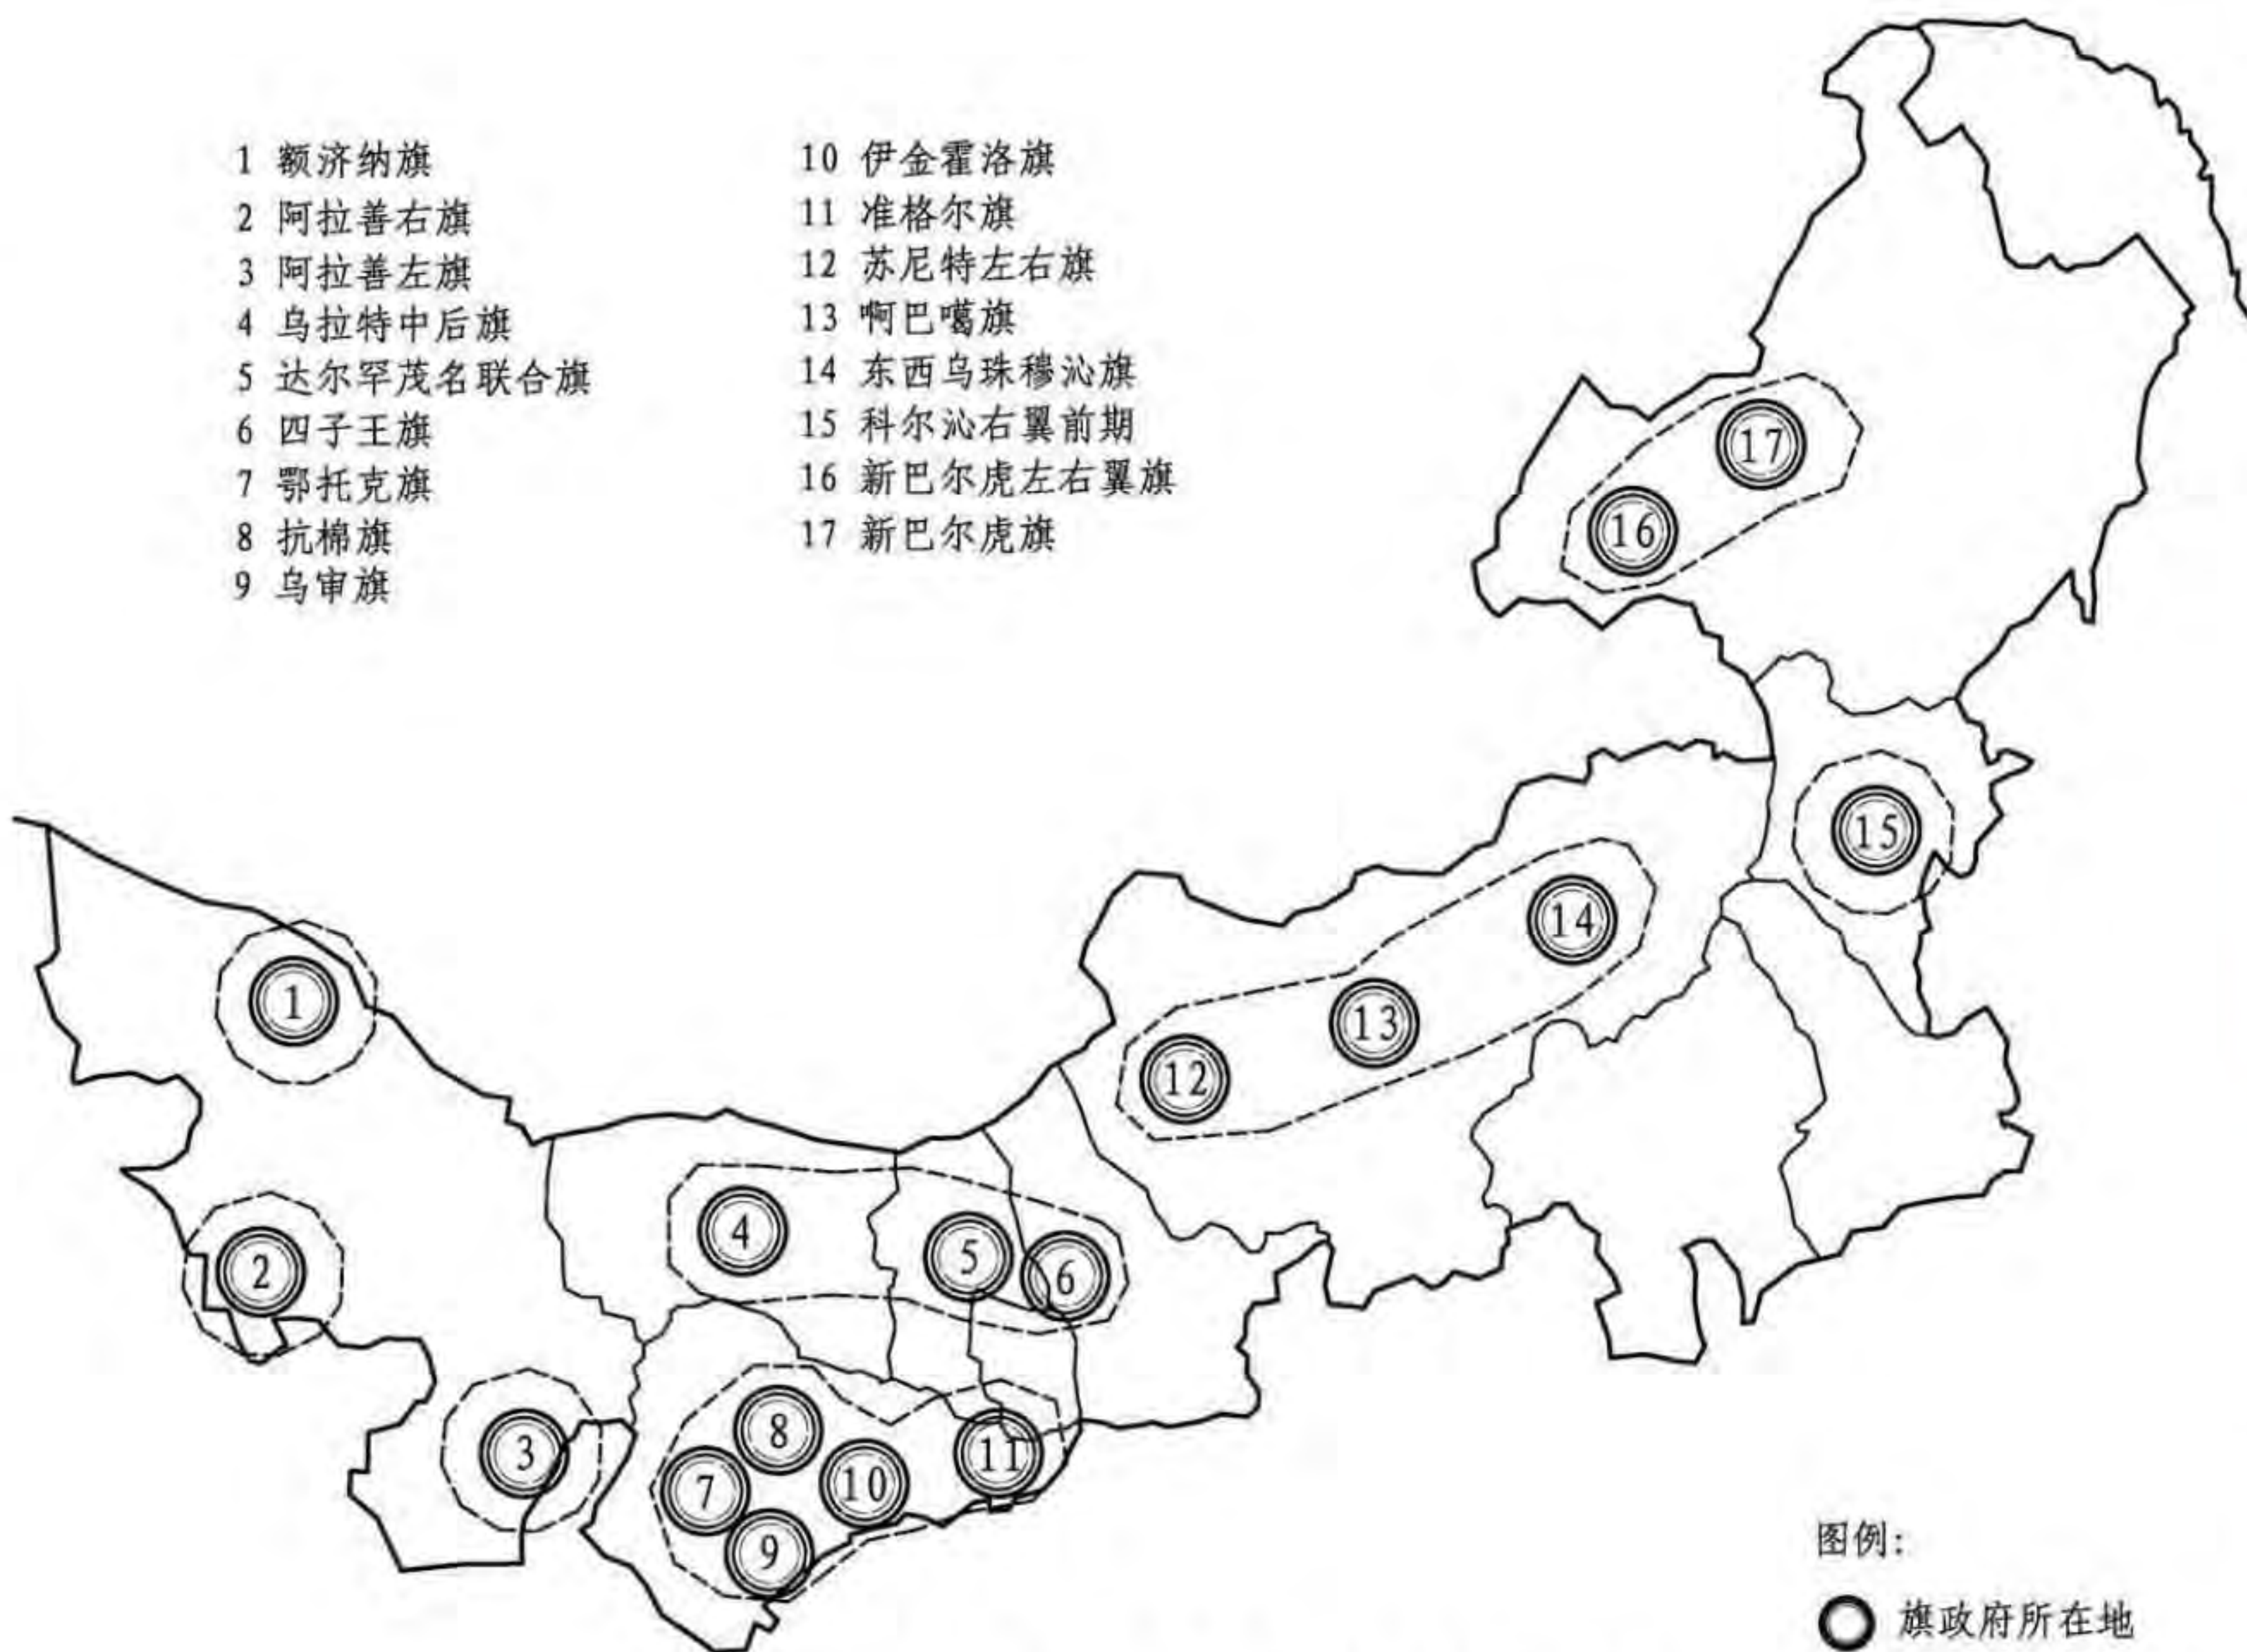 1 额济纳旗
2 阿拉善右旗
3 阿拉善左旗
4 乌拉特中后旗
5 达尔罕茂名联合旗
6 四子王旗
7 鄂托克旗
8 抗棉旗
9 乌审旗
10 伊金霍洛旗
11 准格尔旗
12 苏尼特左右旗
13 啊巴噶旗
14 东西乌珠穆沁旗
15 科尔沁右翼前期
16 新巴尔虎左右翼旗
17 新巴尔虎旗
17
16
15
14
13
12
1
2
3
4
5
6
7
8
9
10
11
图例：
旗政府所在地